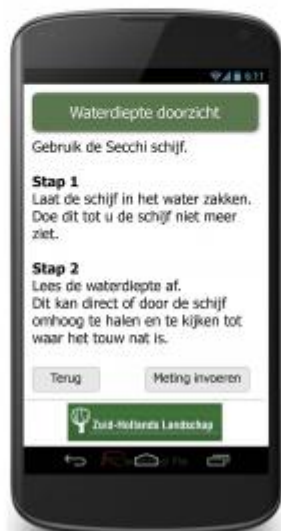 6:11
Waterdiepte doorzicht
Gebruik de Secchi schijf.
Stap 1
Laat de schijf in het water zakken.
Doe dit tot u de schijf niet meer
ziet.
Stap 2
Lees de waterdiepte af.
Dit kan direct of door de schijf
omhoog te halen en te kijken tot
waar het touw nat is.
Terug
Meting invoeren
Zuid-Hollands Landschap